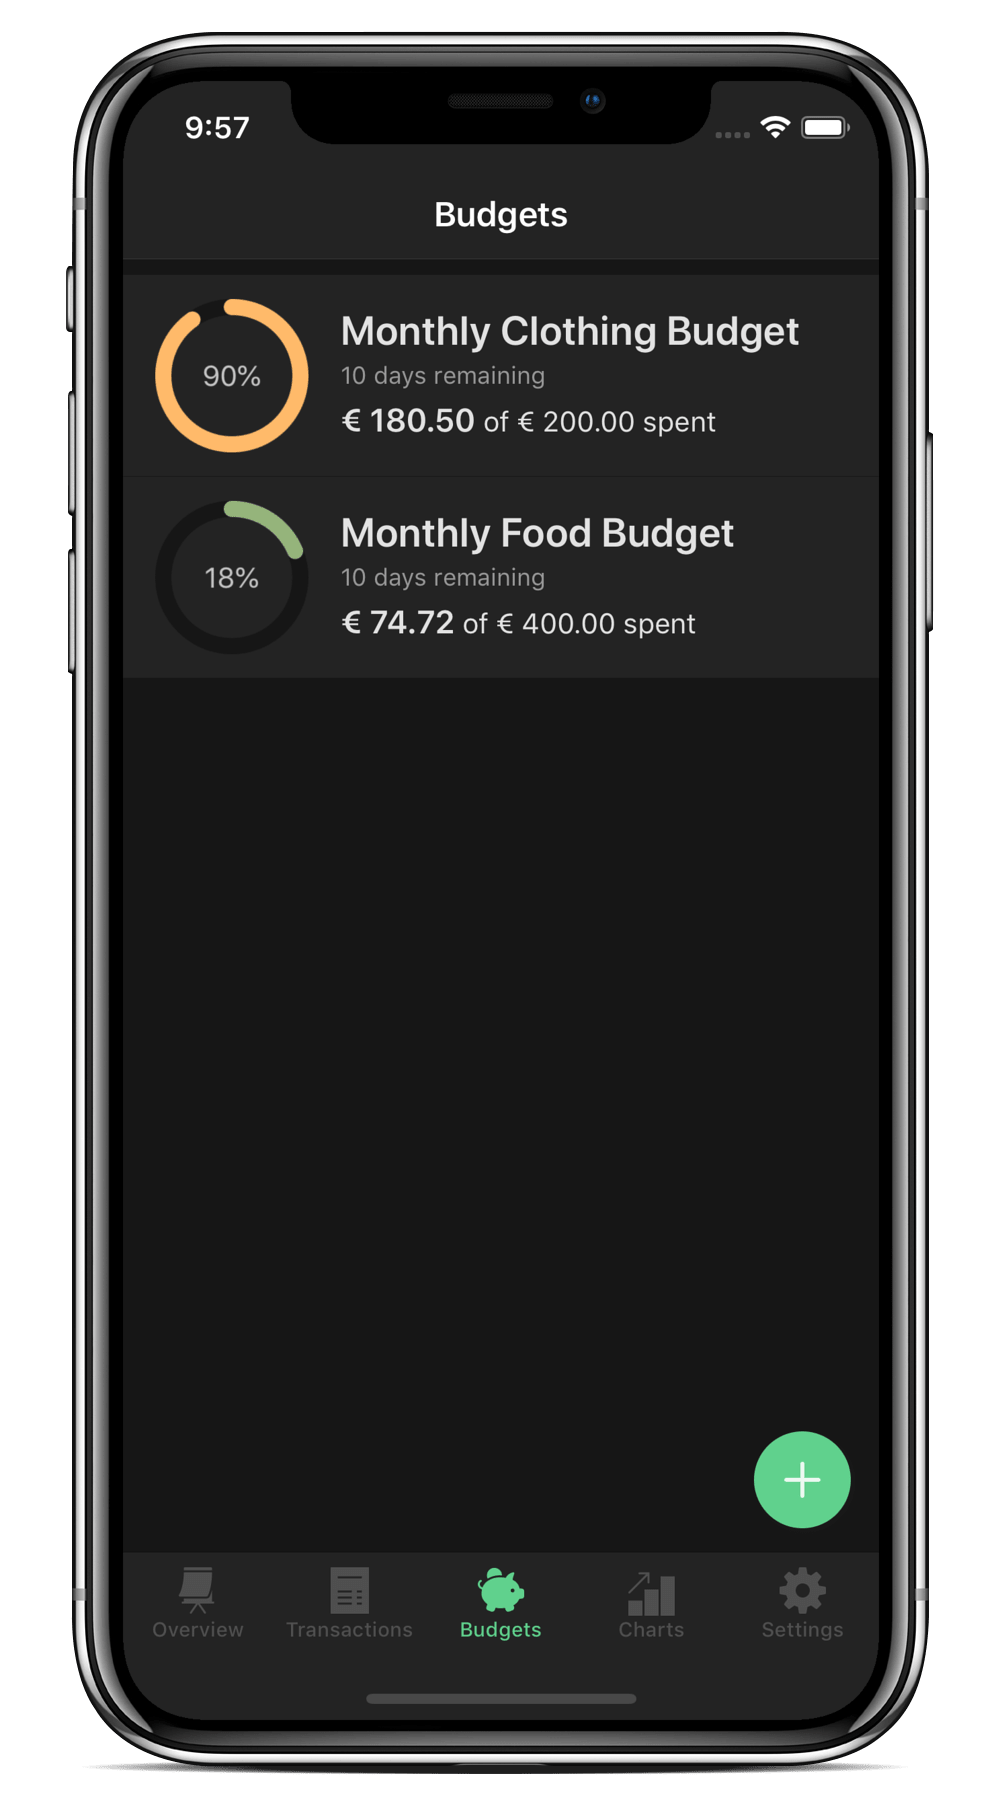 9:57
Budgets
90%
Monthly Clothing Budget
10 days remaining
€ 180.50 of € 200.00 spent
18%
Monthly Food Budget
10 days remaining
€ 74.72 of € 400.00 spent
Overview Transactions Budgets Charts Settings